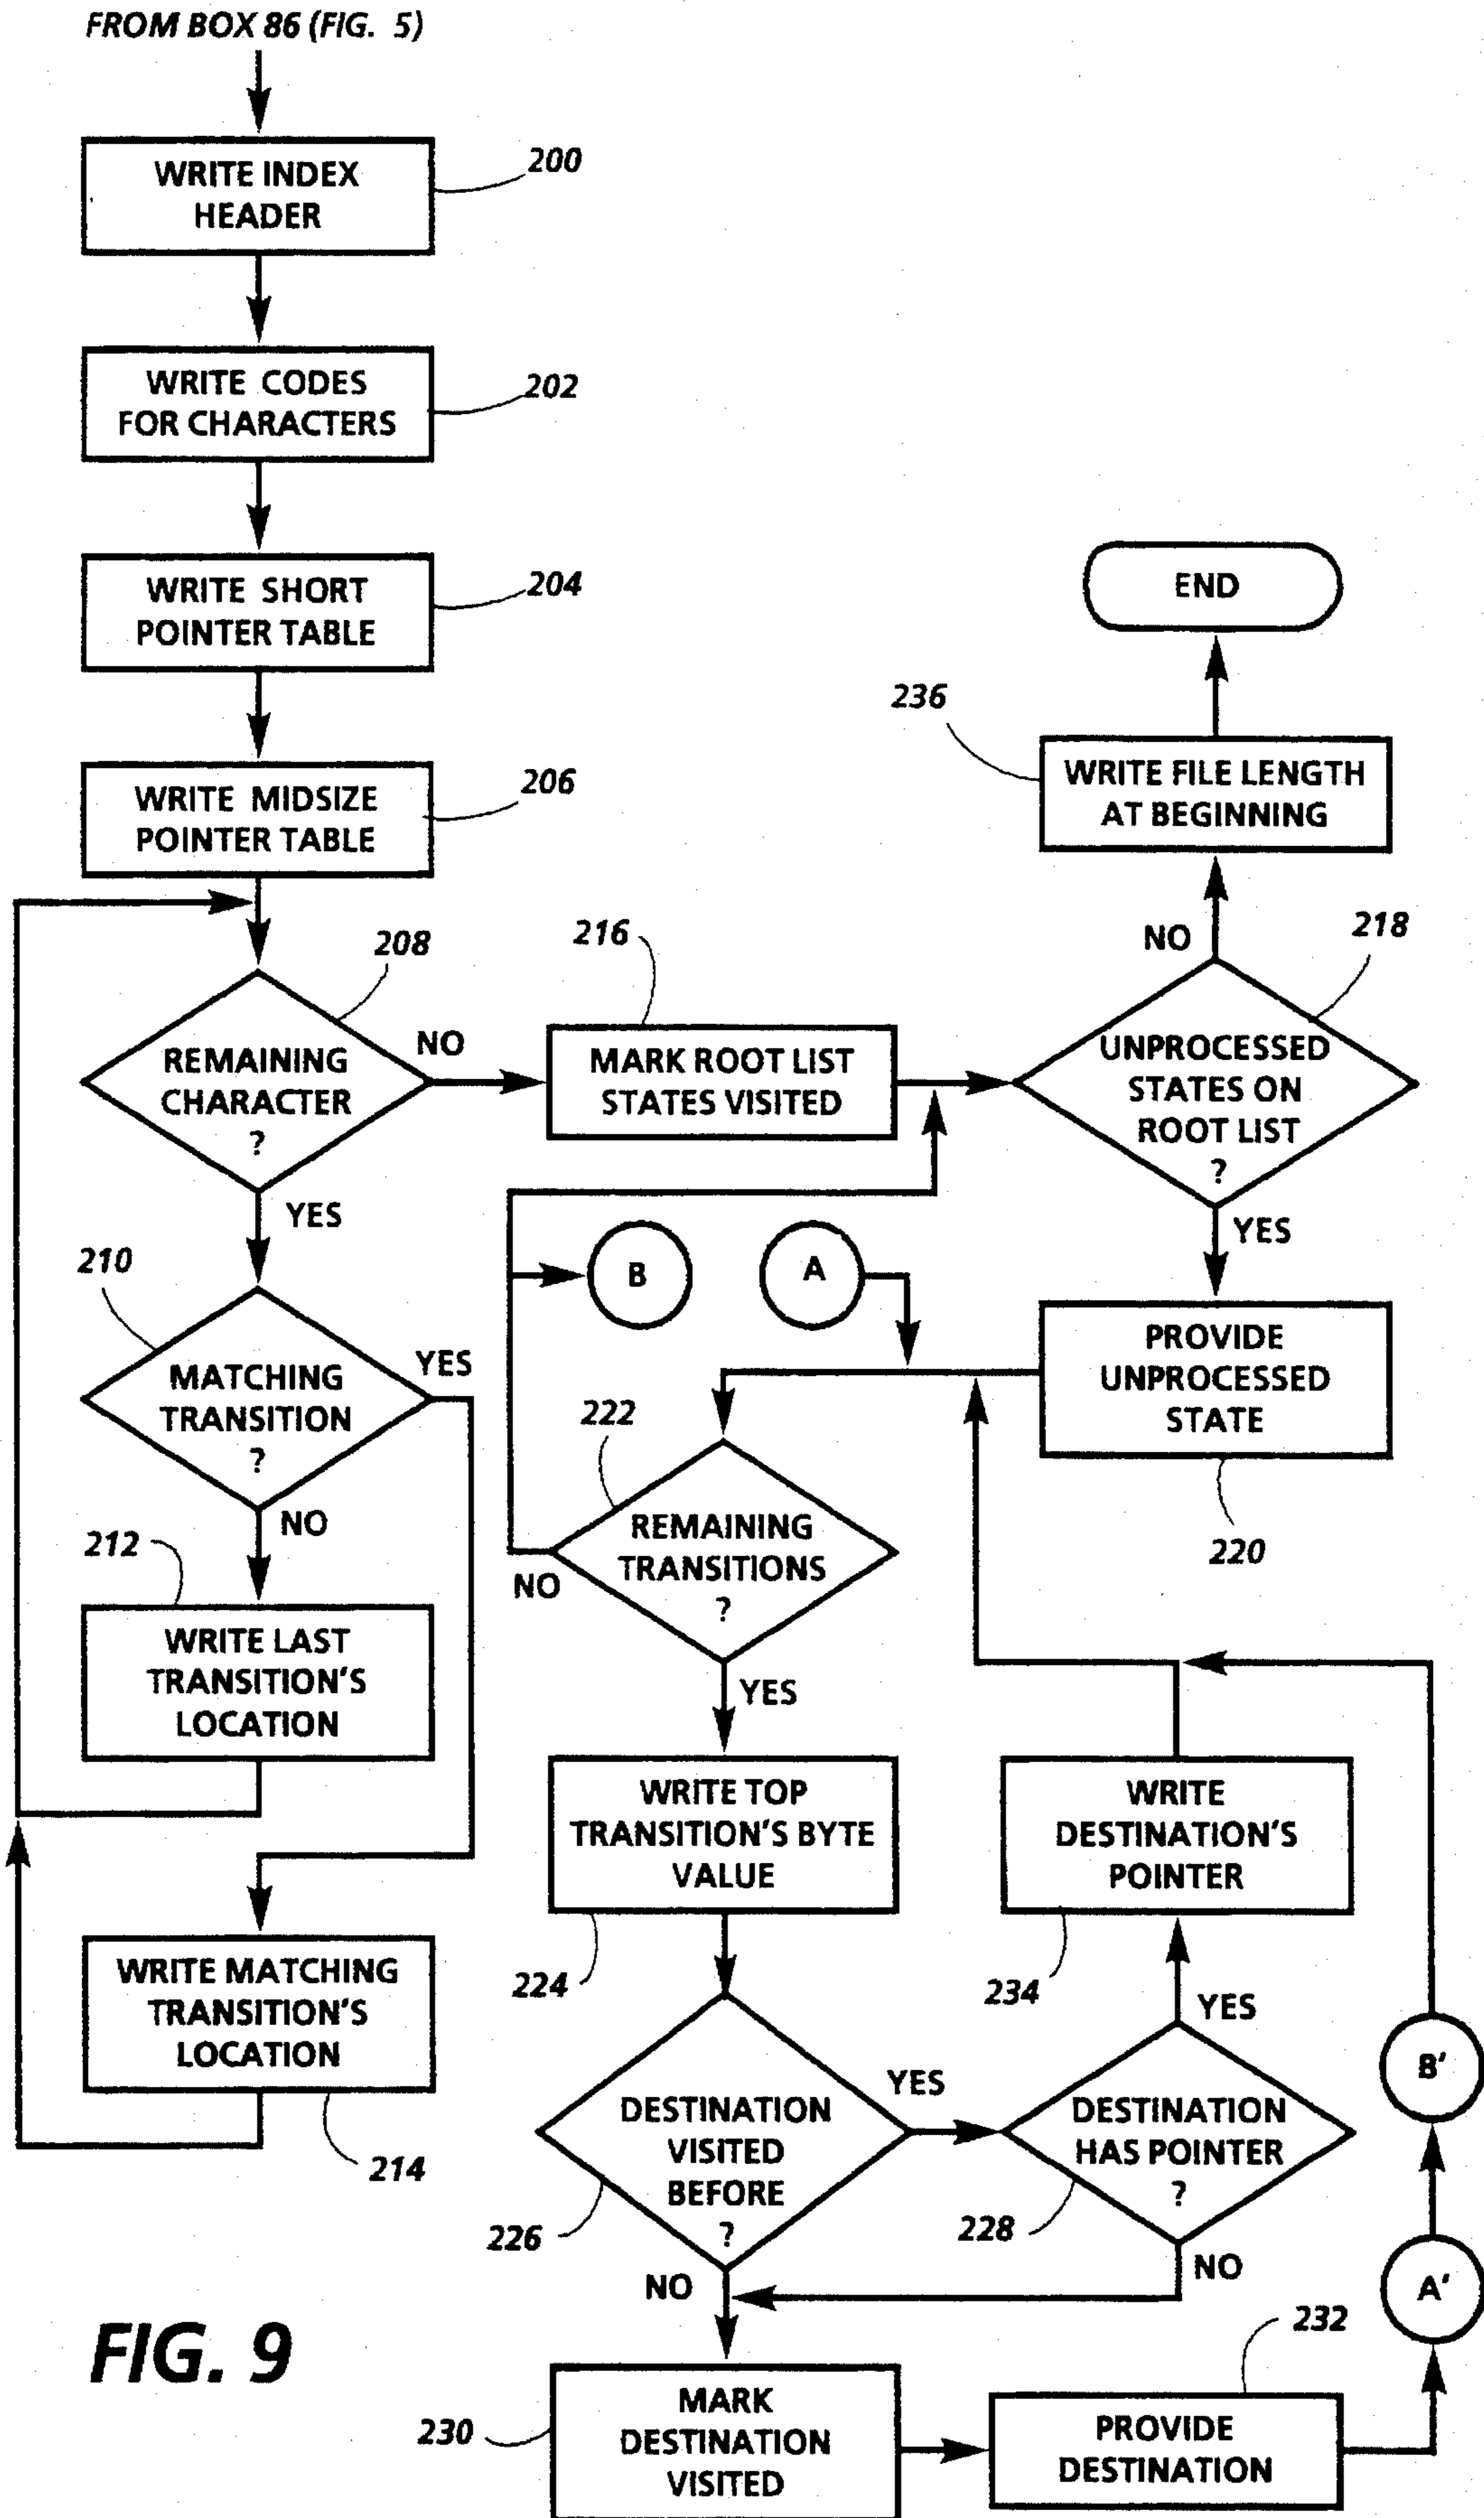 FROM BOX 86 (FIG. 5)
WRITE INDEX
HEADER
200
WRITE CODES
FOR CHARACTERS
202
WRITE SHORT
POINTER TABLE
204
WRITE MIDSIZE
POINTER TABLE
206
REMAINING
CHARACTER
?
208
NO
YES
MATCHING
TRANSITION
?
210
YES
NO
WRITE LAST
TRANSITION'S
LOCATION
212
WRITE MATCHING
TRANSITION'S
LOCATION
214
MARK ROOT LIST
STATES VISITED
216
END
WRITE FILE LENGTH
AT BEGINNING
236
NO
UNPROCESSED
STATES ON
ROOT LIST
?
218
YES
B
A
PROVIDE
UNPROCESSED
STATE
220
REMAINING
TRANSITIONS
?
222
NO
YES
WRITE TOP
TRANSITION'S BYTE
VALUE
224
WRITE
DESTINATION'S
POINTER
234
DESTINATION
VISITED
BEFORE
?
226
YES
NO
DESTINATION
HAS POINTER
?
228
YES
NO
MARK
DESTINATION
VISITED
230
PROVIDE
DESTINATION
232
A'
B'
FIG. 9